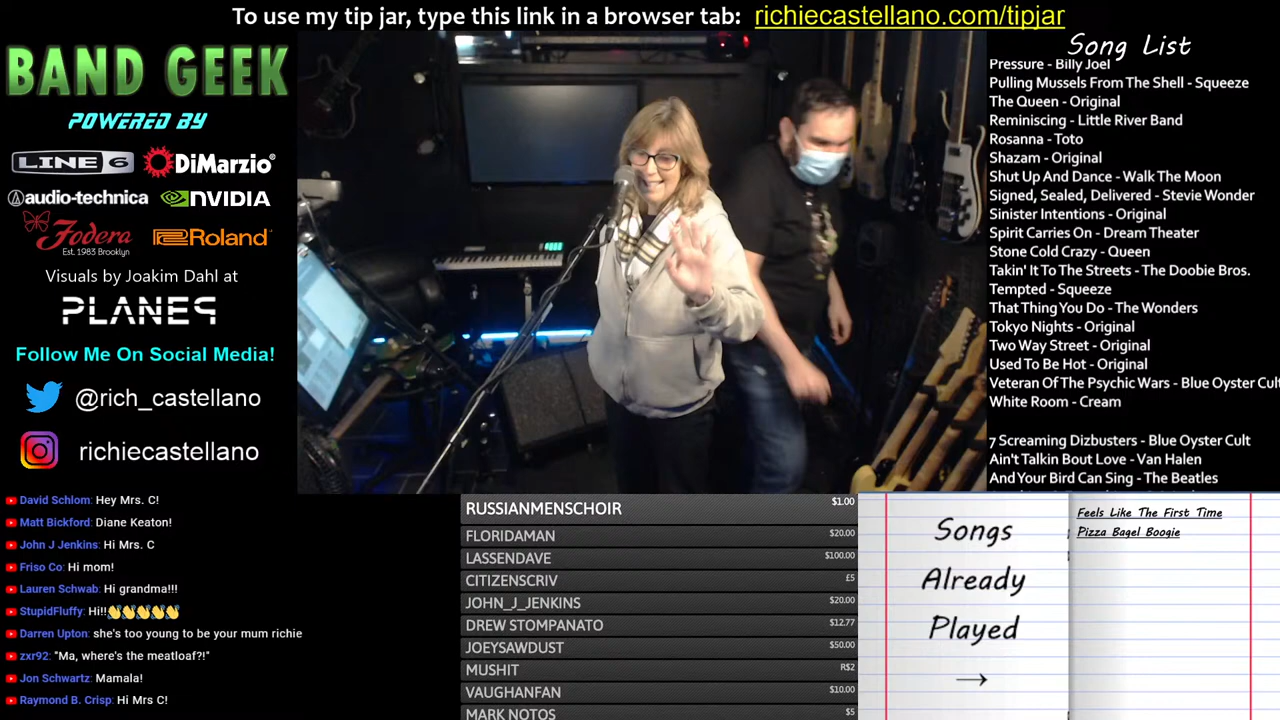 To use my tip jar, type this link in a browser tab: richiecastellano.com/tipjar
BAND GEEK
POWERED BY
LINE 6
DiMarzio
audio-technica
NVIDIA
Fodera
Est. 1983 Brooklyn
Roland
Visuals by Joakim Dahl at
PLANE9
Follow Me On Social Media!
@rich_castellano
richiecastellano
David Schlom: Hey Mrs. C!
Matt Bickford: Diane Keaton!
John J Jenkins: Hi Mrs. C
Friso Co: Hi mom!
Lauren Schwab: Hi grandma!!!
StupidFluffy: Hi!!👋👋👋👋👋
Darren Upton: she's too young to be your mum richie
zxr92: "Ma, where's the meatloaf?!"
Jon Schwartz: Mamala!
Raymond B. Crisp: Hi Mrs C!
RUSSIANMENSCHOIR $1.00
FLORIDAMAN $20.00
LASSENDAVE $100.00
CITIZENSCRIV £5
JOHN_J_JENKINS $20.00
DREW STOMPANATO $12.77
JOEYSAWDUST $50.00
MUSHIT R$2
VAUGHANFAN $10.00
MARK NOTOS $5
Song List
Pressure - Billy Joel
Pulling Mussels From The Shell - Squeeze
The Queen - Original
Reminiscing - Little River Band
Rosanna - Toto
Shazam - Original
Shut Up And Dance - Walk The Moon
Signed, Sealed, Delivered - Stevie Wonder
Sinister Intentions - Original
Spirit Carries On - Dream Theater
Stone Cold Crazy - Queen
Takin' It To The Streets - The Doobie Bros.
Tempted - Squeeze
That Thing You Do - The Wonders
Tokyo Nights - Original
Two Way Street - Original
Used To Be Hot - Original
Veteran Of The Psychic Wars - Blue Oyster Cult
White Room - Cream
7 Screaming Dizbusters - Blue Oyster Cult
Ain't Talkin Bout Love - Van Halen
And Your Bird Can Sing - The Beatles
Songs
Already
Played
→
Feels Like The First Time
Pizza Bagel Boogie